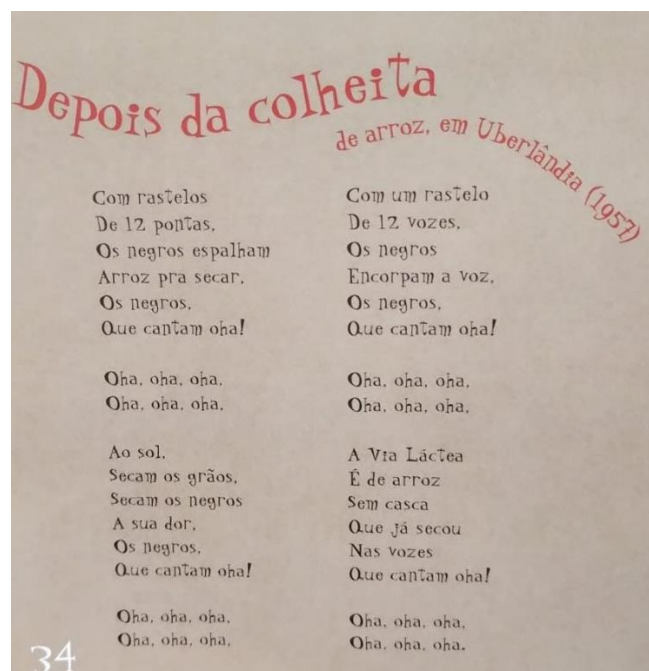 Depois da colheita
de arroz, em Uberlândia (1957)
Com rastelos
De 12 pontas,
Os negros espalham
Arroz pra secar,
Os negros,
Que cantam oha!
Oha, oha, oha,
Oha, oha, oha,
Ao sol,
Secam os grãos,
Secam os negros
A sua dor,
Os negros,
Que cantam oha!
Oha, oha, oha,
Oha, oha, oha,
Com um rastelo
De 12 vozes,
Os negros
Encorpam a voz,
Os negros,
Que cantam oha!
Oha, oha, oha,
Oha, oha, oha,
A Via Láctea
É de arroz
Sem casca
Que já secou
Nas vozes
Que cantam oha!
Oha, oha, oha,
Oha, oha, oha.
34